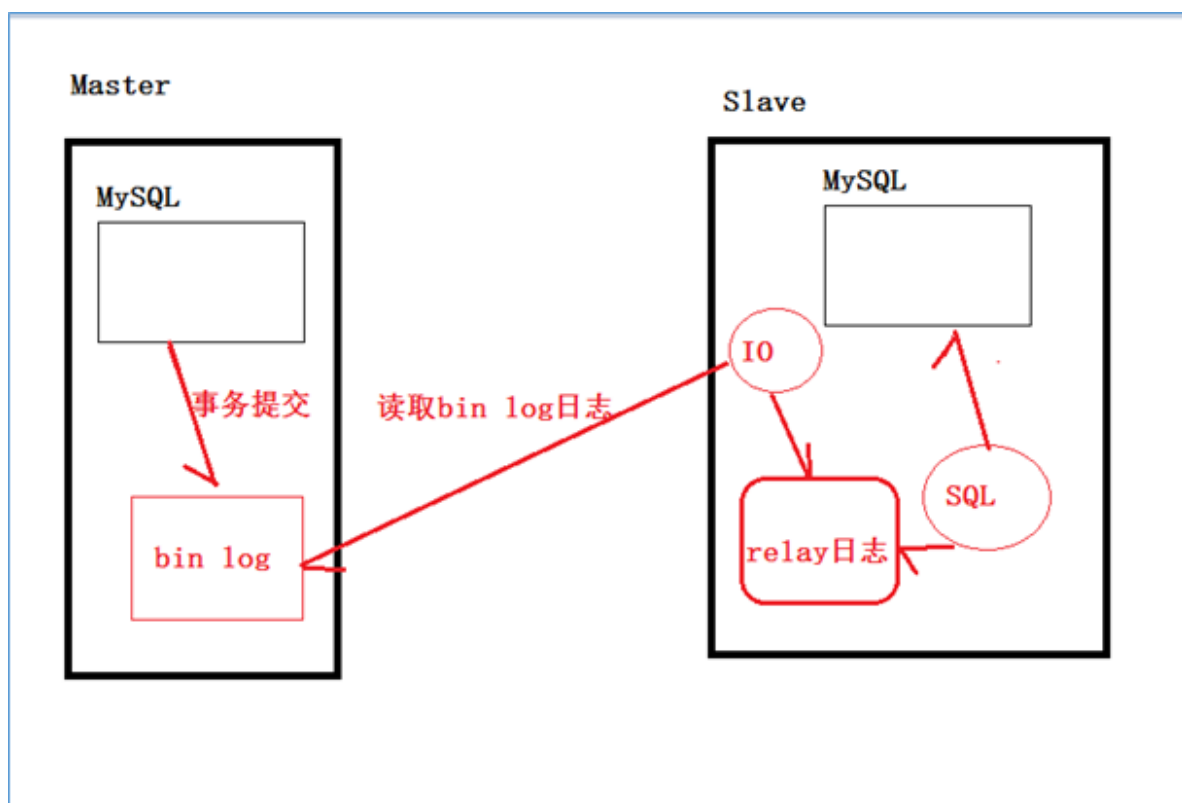 Master
Slave
MySQL
MySQL
IO
事务提交
读取bin log日志
SQL
bin log
relay日志